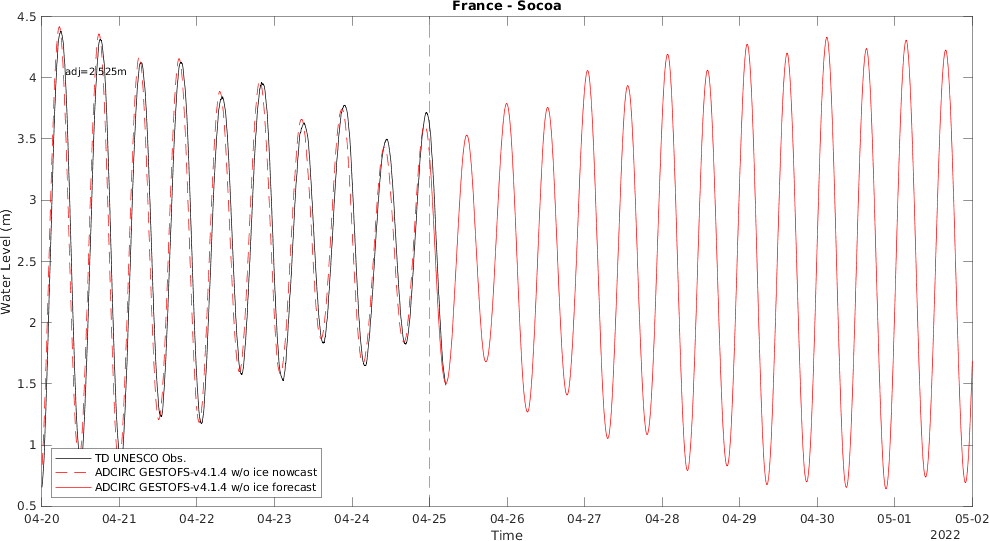 France - Socoa
4.5
4
3.5
3
2.5
2
1.5
1
0.5
Water Level (m)
adj=2.525m
TD UNESCO Obs.
ADCIRC GESTOFS-v4.1.4 w/o ice nowcast
ADCIRC GESTOFS-v4.1.4 w/o ice forecast
04-20 04-21 04-22 04-23 04-24 04-25 04-26 04-27 04-28 04-29 04-30 05-01 05-02
Time
2022